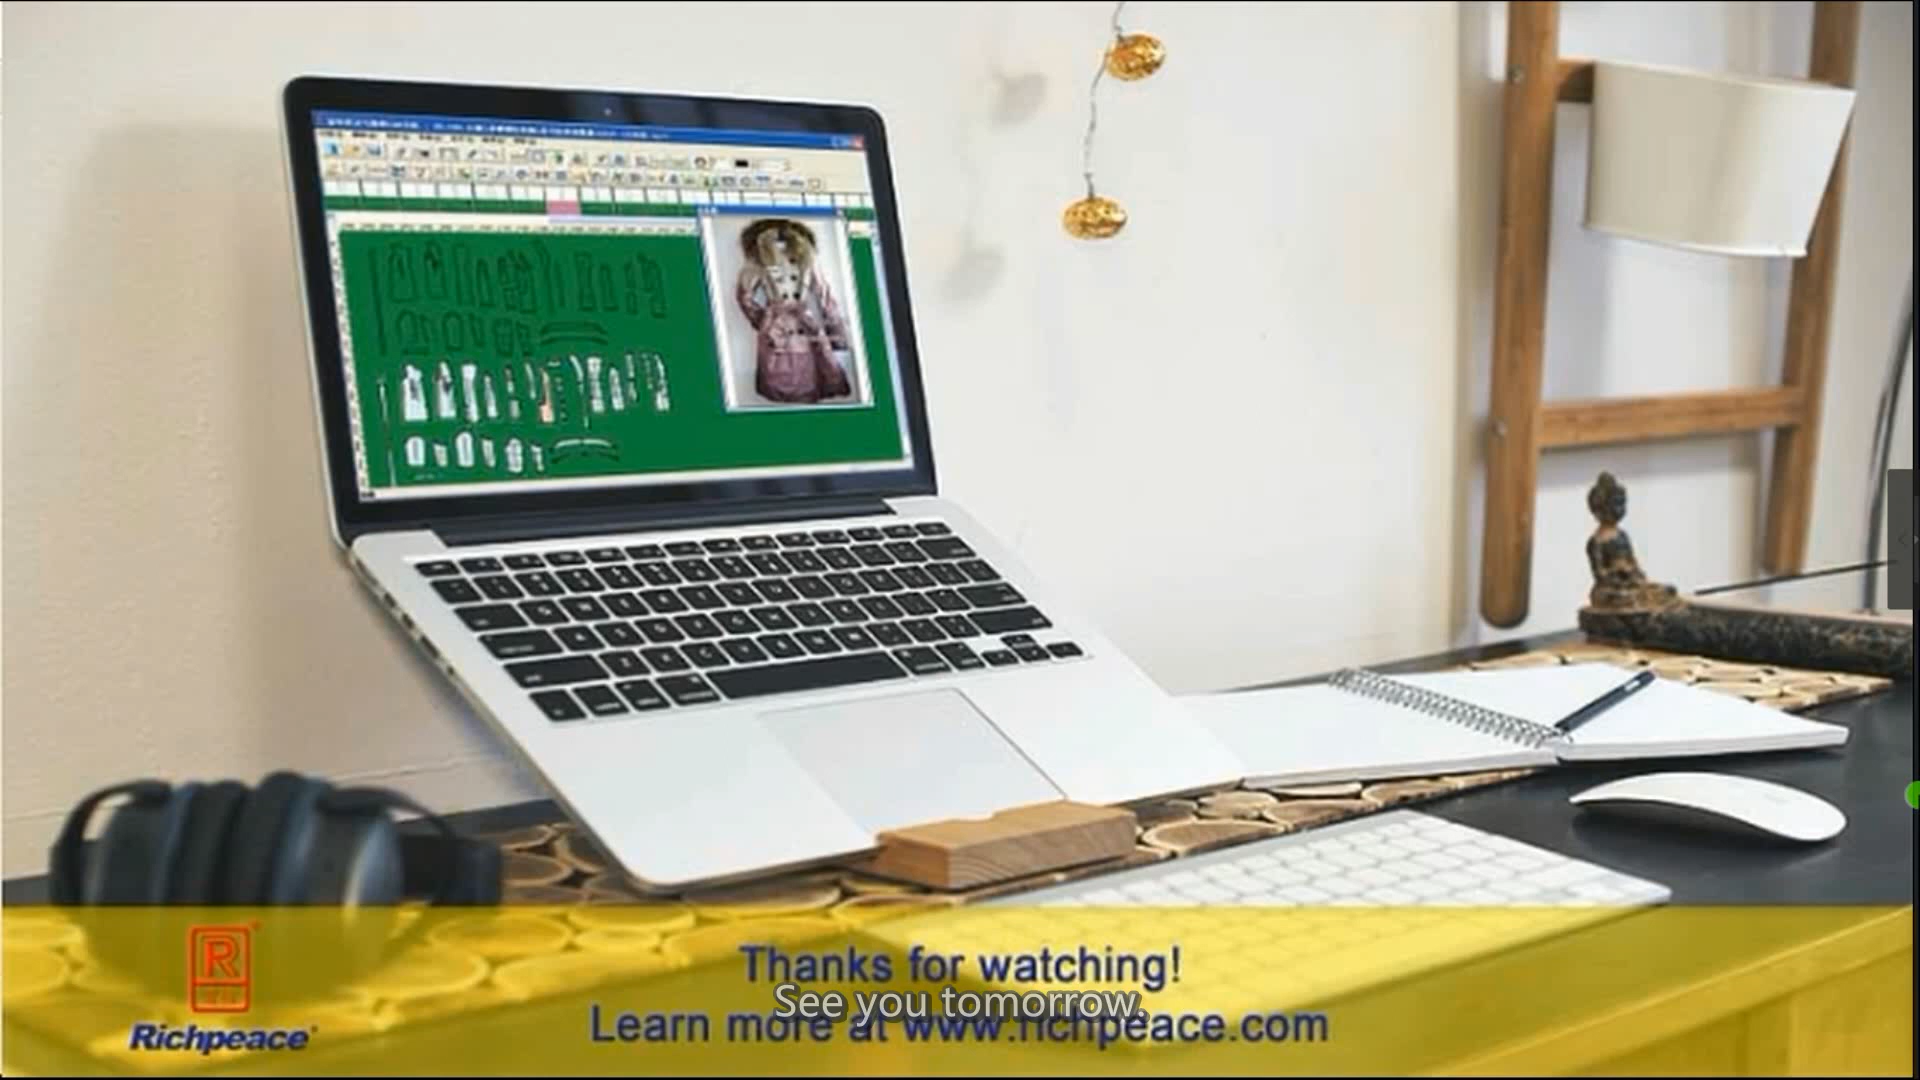 Thanks for watching!
See you tomorrow.
Learn more at www.richpeace.com
R
Richpeace